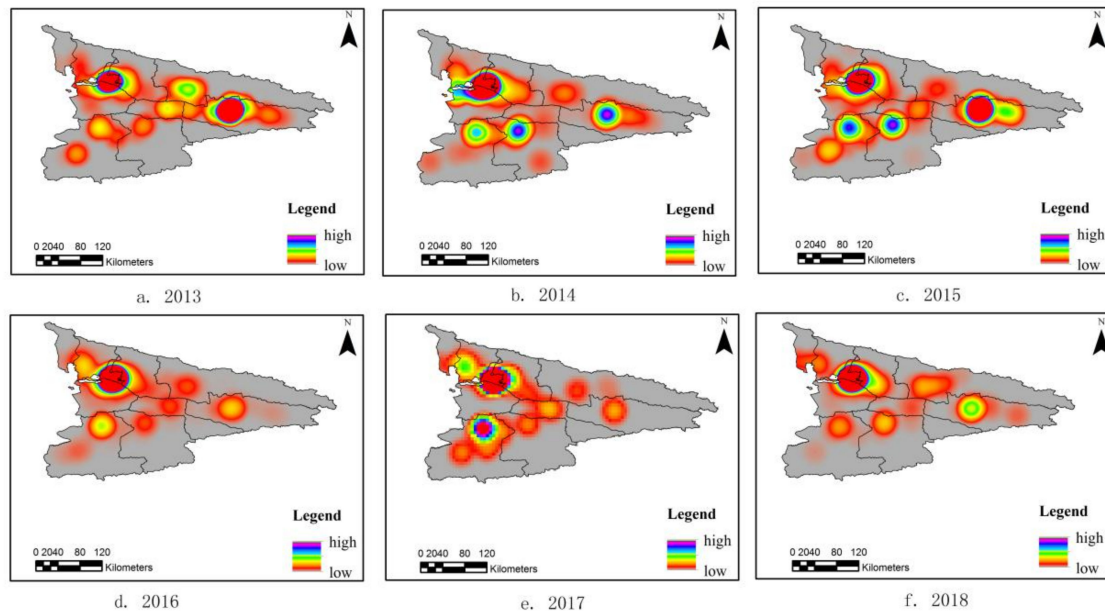 N
N
N
Legend
high
low
0 2040 80 120
Kilometers
Legend
high
low
0 2040 80 120
Kilometers
Legend
high
low
0 2040 80 120
Kilometers
a. 2013
b. 2014
c. 2015
N
N
N
Legend
high
low
0 2040 80 120
Kilometers
Legend
high
low
0 2040 80 120
Kilometers
Legend
high
low
0 2040 80 120
Kilometers
d. 2016
e. 2017
f. 2018